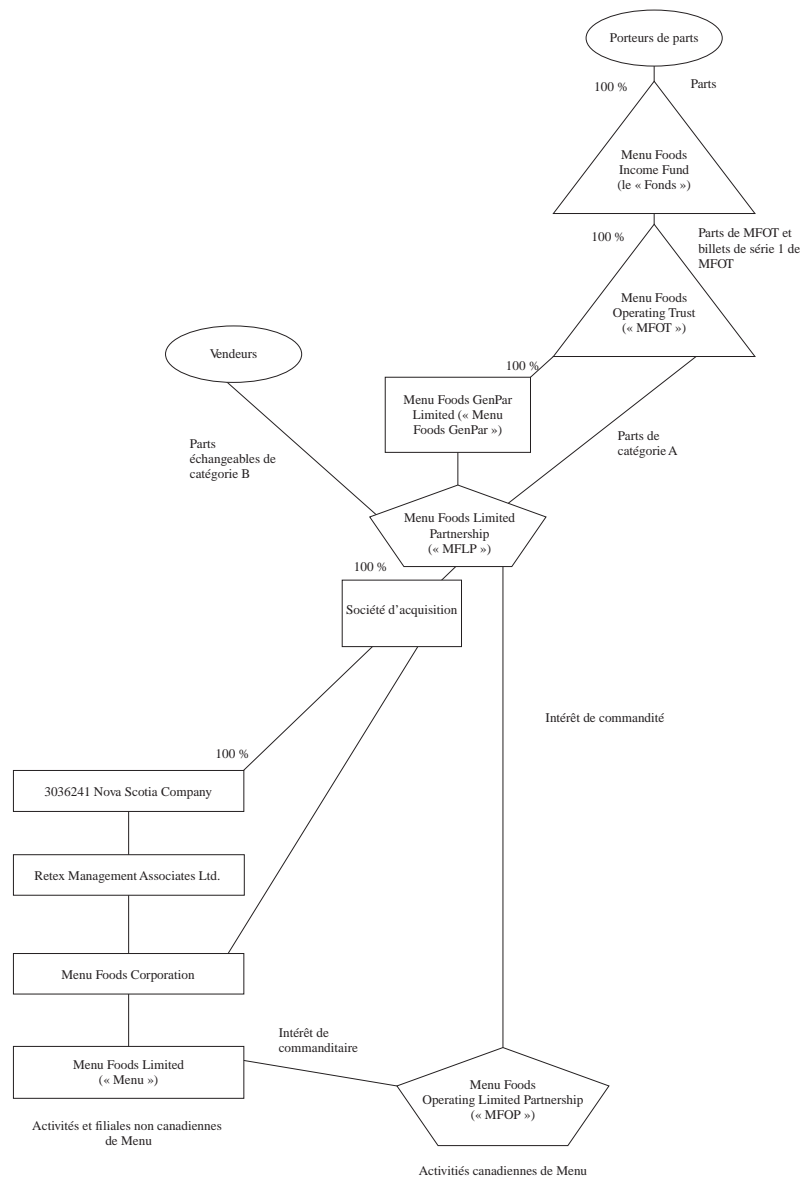 Porteurs de parts
100 %
Parts
Menu Foods
Income Fund
(le « Fonds »)
100 %
Parts de MFOT et
billets de série 1 de
MFOT
Menu Foods
Operating Trust
(« MFOT »)
Vendeurs
100 %
Menu Foods GenPar
Limited (« Menu
Foods GenPar »)
Parts
échangeables de
catégorie B
Parts de
catégorie A
Menu Foods Limited
Partnership
(« MFLP »)
100 %
Société d'acquisition
Intérêt de commandité
100 %
3036241 Nova Scotia Company
Retex Management Associates Ltd.
Menu Foods Corporation
Intérêt de
commanditaire
Menu Foods Limited
(« Menu »)
Menu Foods
Operating Limited Partnership
(« MFOP »)
Activités et filiales non canadiennes
de Menu
Activitiés canadiennes de Menu